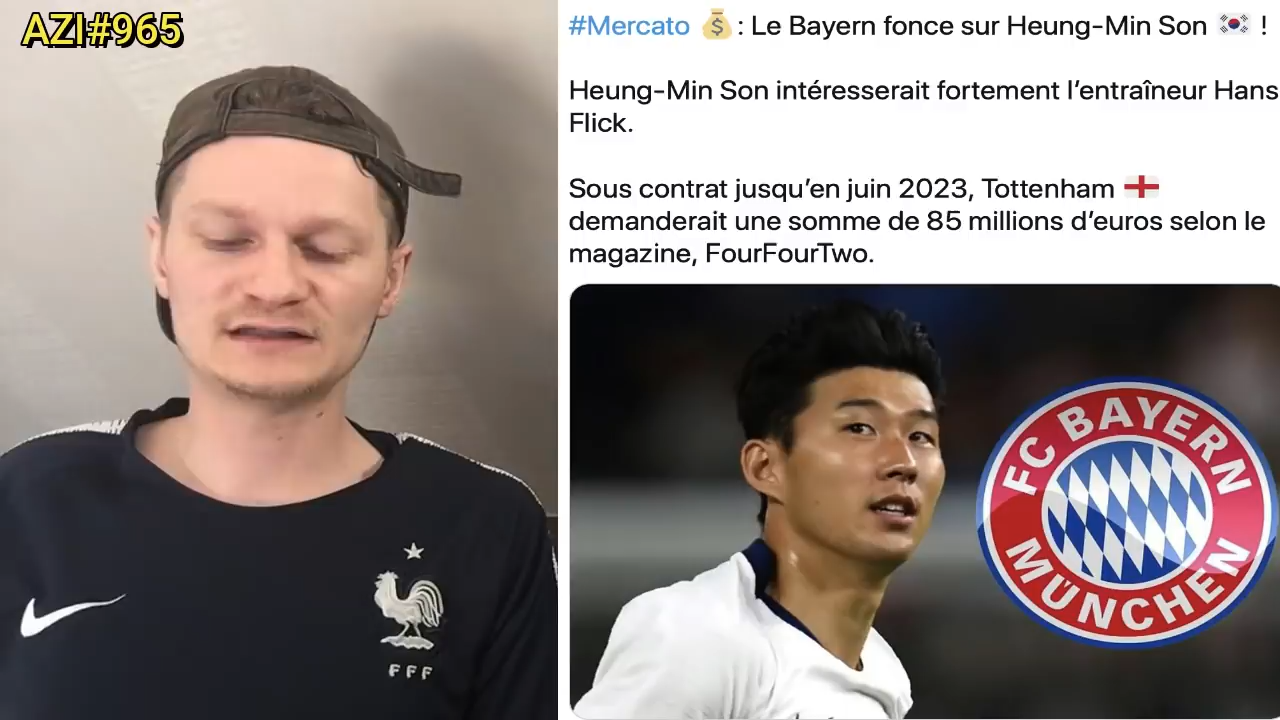 AZI#965
#Mercato 💰: Le Bayern fonce sur Heung-Min Son 🇰🇷 !
Heung-Min Son intéresserait fortement l'entraîneur Hans
Flick.
Sous contrat jusqu'en juin 2023, Tottenham 🏴󠁧󠁢󠁥󠁮󠁧󠁿
demanderait une somme de 85 millions d'euros selon le
magazine, FourFourTwo.
FC BAYERN
MÜNCHEN
FFF